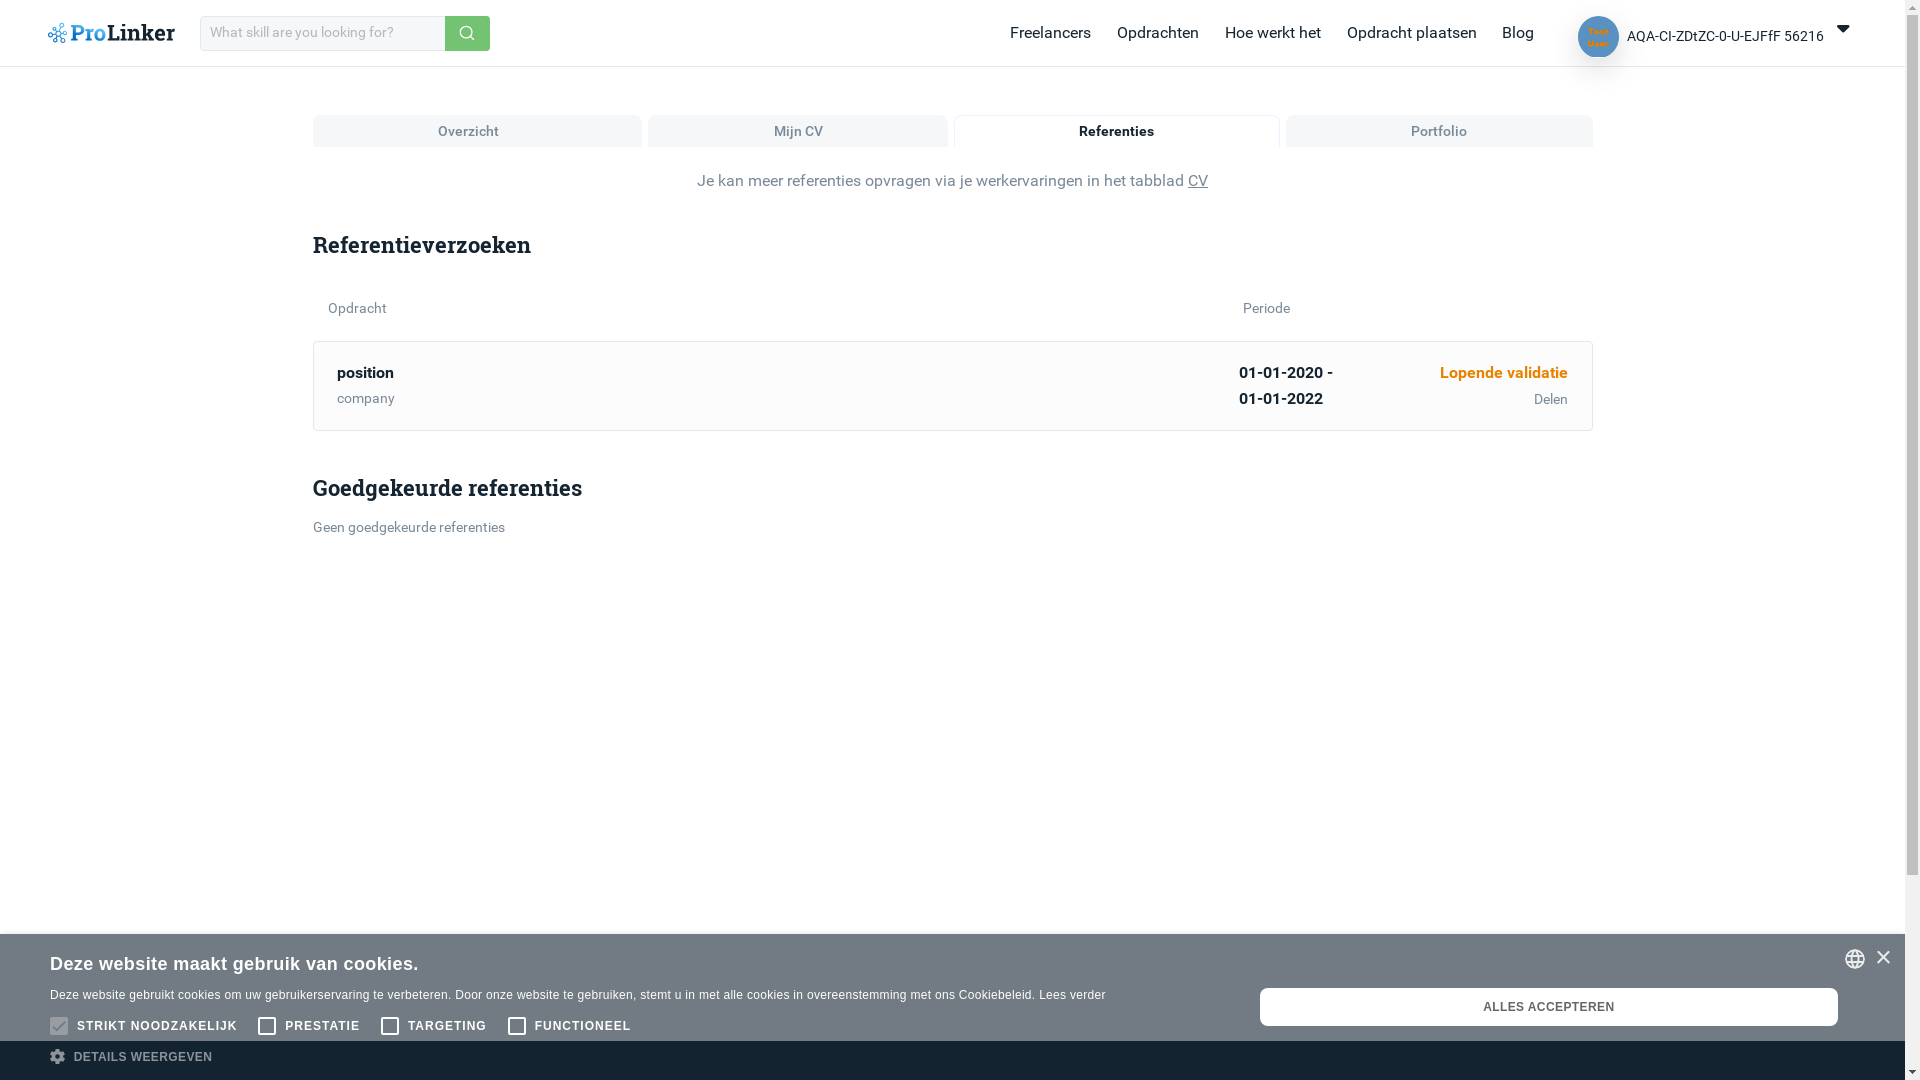 ProLinker
What skill are you looking for?
Freelancers
Opdrachten
Hoe werkt het
Opdracht plaatsen
Blog
Test
User
AQA-CI-ZDtZC-0-U-EJFfF 56216
Overzicht
Mijn CV
Referenties
Portfolio
Je kan meer referenties opvragen via je werkervaringen in het tabblad CV
Referentieverzoeken
Opdracht
Periode
position
company
01-01-2020 -
01-01-2022
Lopende validatie
Delen
Goedgekeurde referenties
Geen goedgekeurde referenties
Deze website maakt gebruik van cookies.
Deze website gebruikt cookies om uw gebruikerservaring te verbeteren. Door onze website te gebruiken, stemt u in met alle cookies in overeenstemming met ons Cookiebeleid. Lees verder
STRIKT NOODZAKELIJK
PRESTATIE
TARGETING
FUNCTIONEEL
DETAILS WEERGEVEN
ALLES ACCEPTEREN